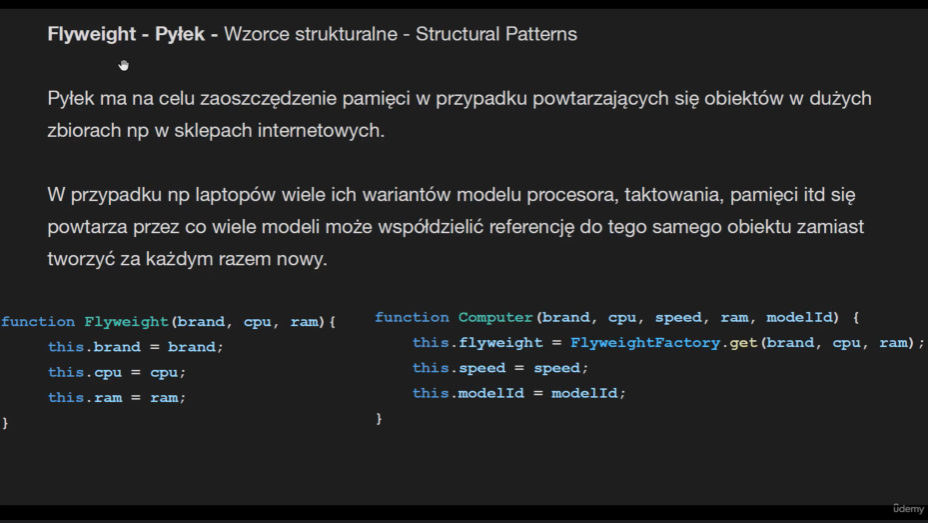 Flyweight - Pyłek - Wzorce strukturalne - Structural Patterns
Pyłek ma na celu zaoszczędzenie pamięci w przypadku powtarzających się obiektów w dużych
zbiorach np w sklepach internetowych.
W przypadku np laptopów wiele ich wariantów modelu procesora, taktowania, pamięci itd się
powtarza przez co wiele modeli może współdzielić referencję do tego samego obiektu zamiast
tworzyć za każdym razem nowy.
function Flyweight(brand, cpu, ram){
this.brand = brand;
this.cpu = cpu;
this.ram = ram;
}
function Computer(brand, cpu, speed, ram, modelId) {
this.flyweight = FlyweightFactory.get(brand, cpu, ram);
this.speed = speed;
this.modelId = modelId;
}
ûdemy